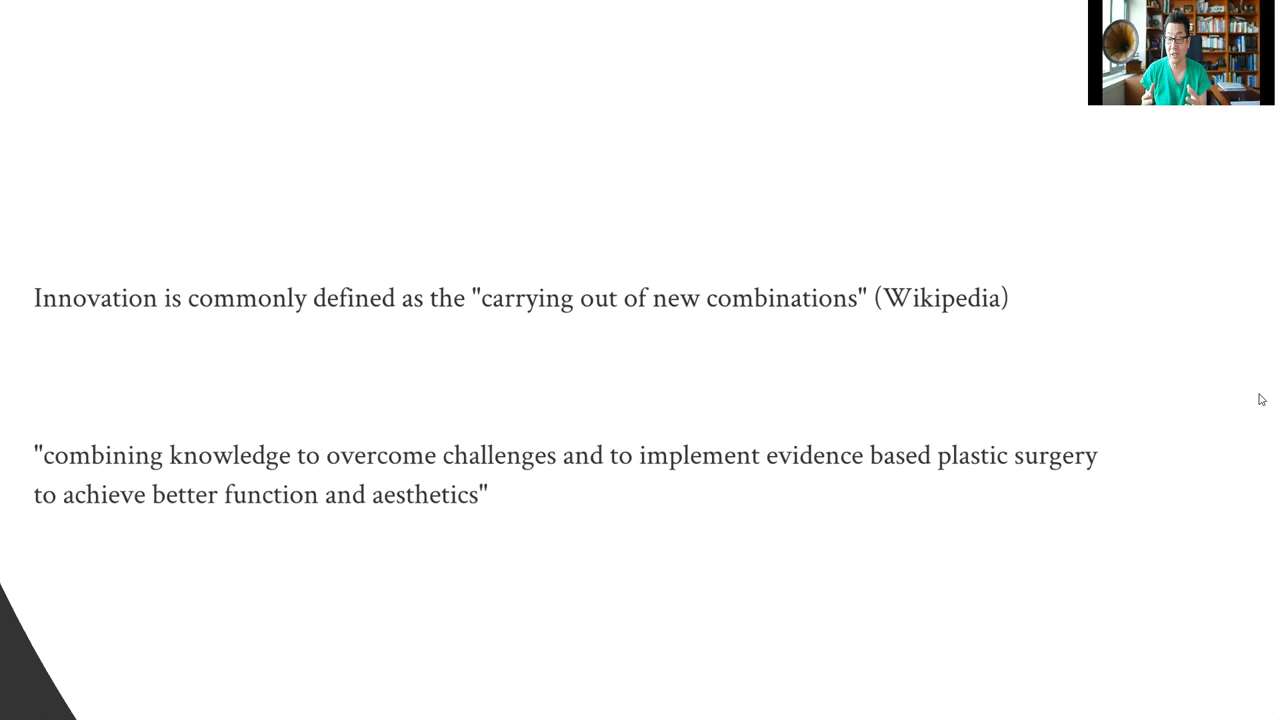 Innovation is commonly defined as the "carrying out of new combinations" (Wikipedia)
"combining knowledge to overcome challenges and to implement evidence based plastic surgery
to achieve better function and aesthetics"